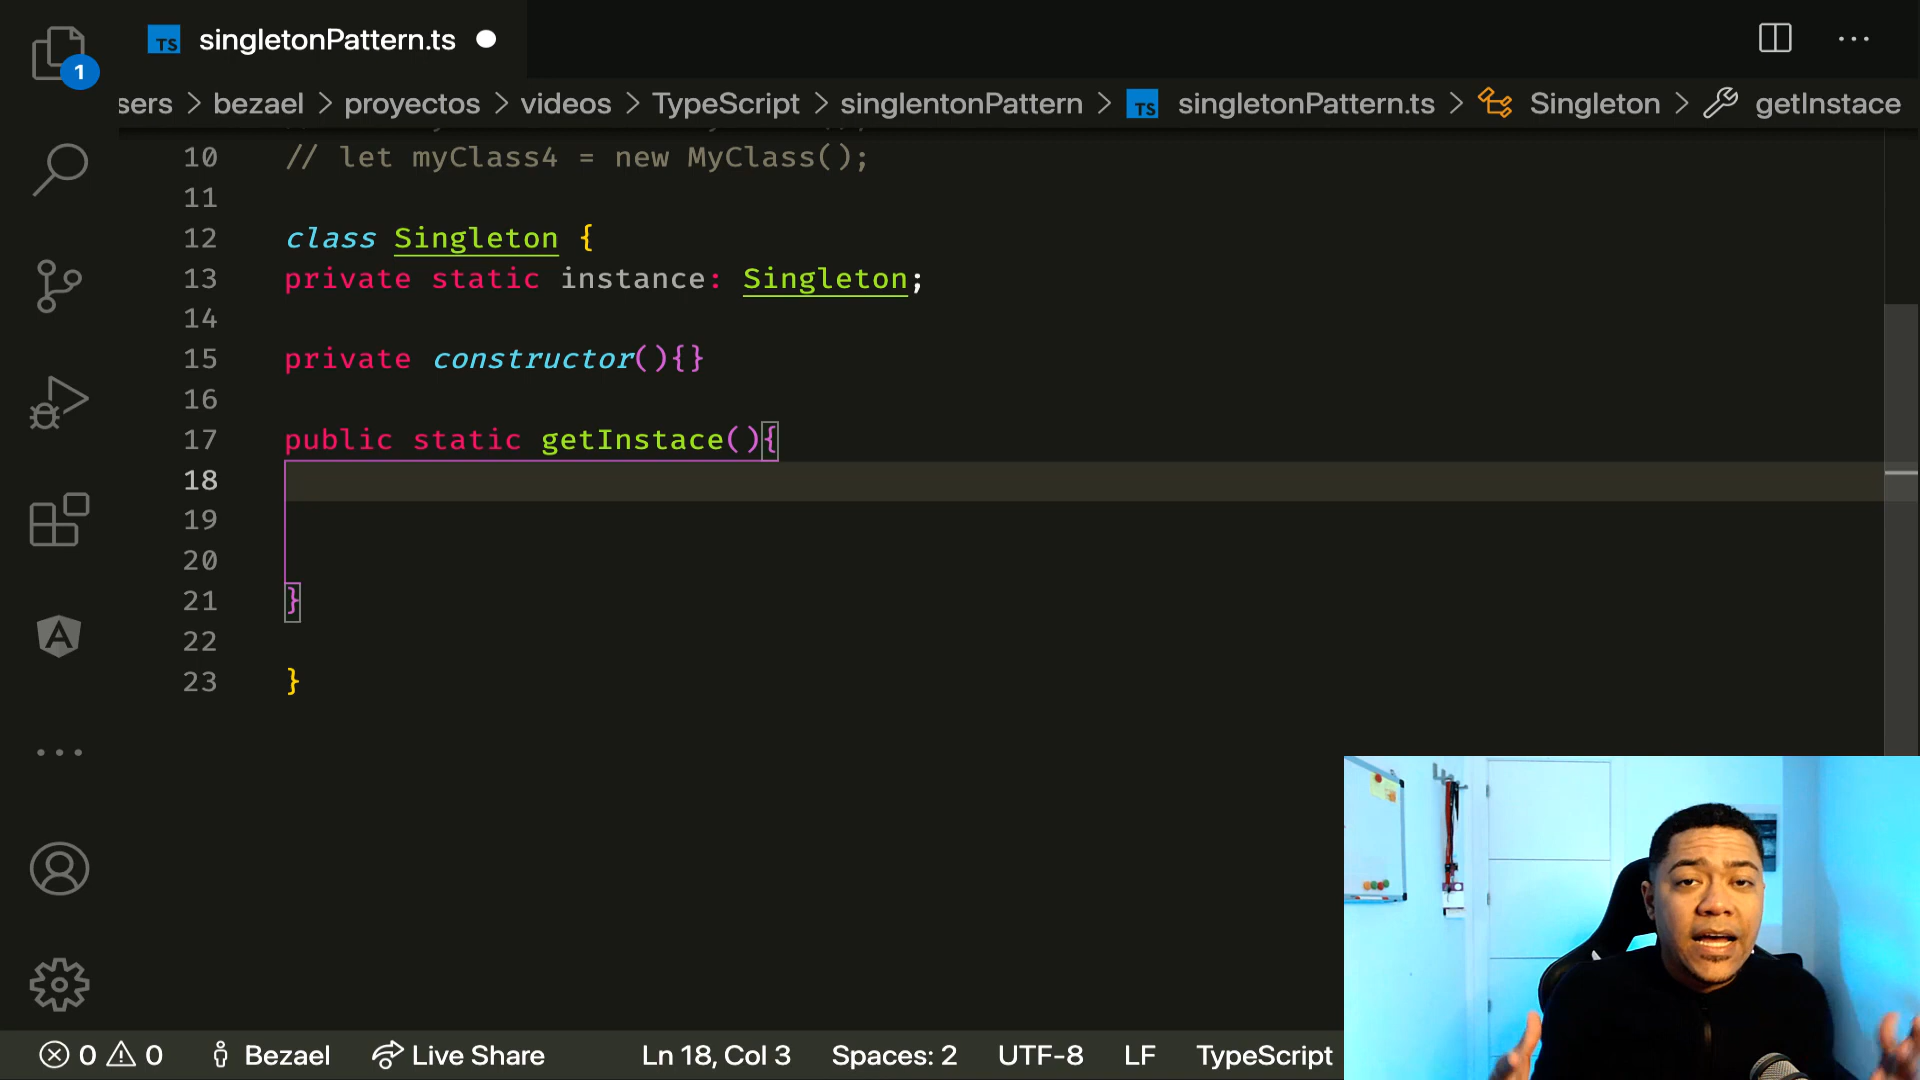 TS singletonPattern.ts
1
sers > bezael > proyectos > videos > TypeScript > singlentonPattern > TS singletonPattern.ts > Singleton > getInstace
10 // let myClass4 = new MyClass();
11
12 class Singleton {
13 private static instance: Singleton;
14
15 private constructor(){}
16
17 public static getInstace(){
18
19
20
21 }
22
23 }
0 0 Bezael Live Share Ln 18, Col 3 Spaces: 2 UTF-8 LF TypeScript